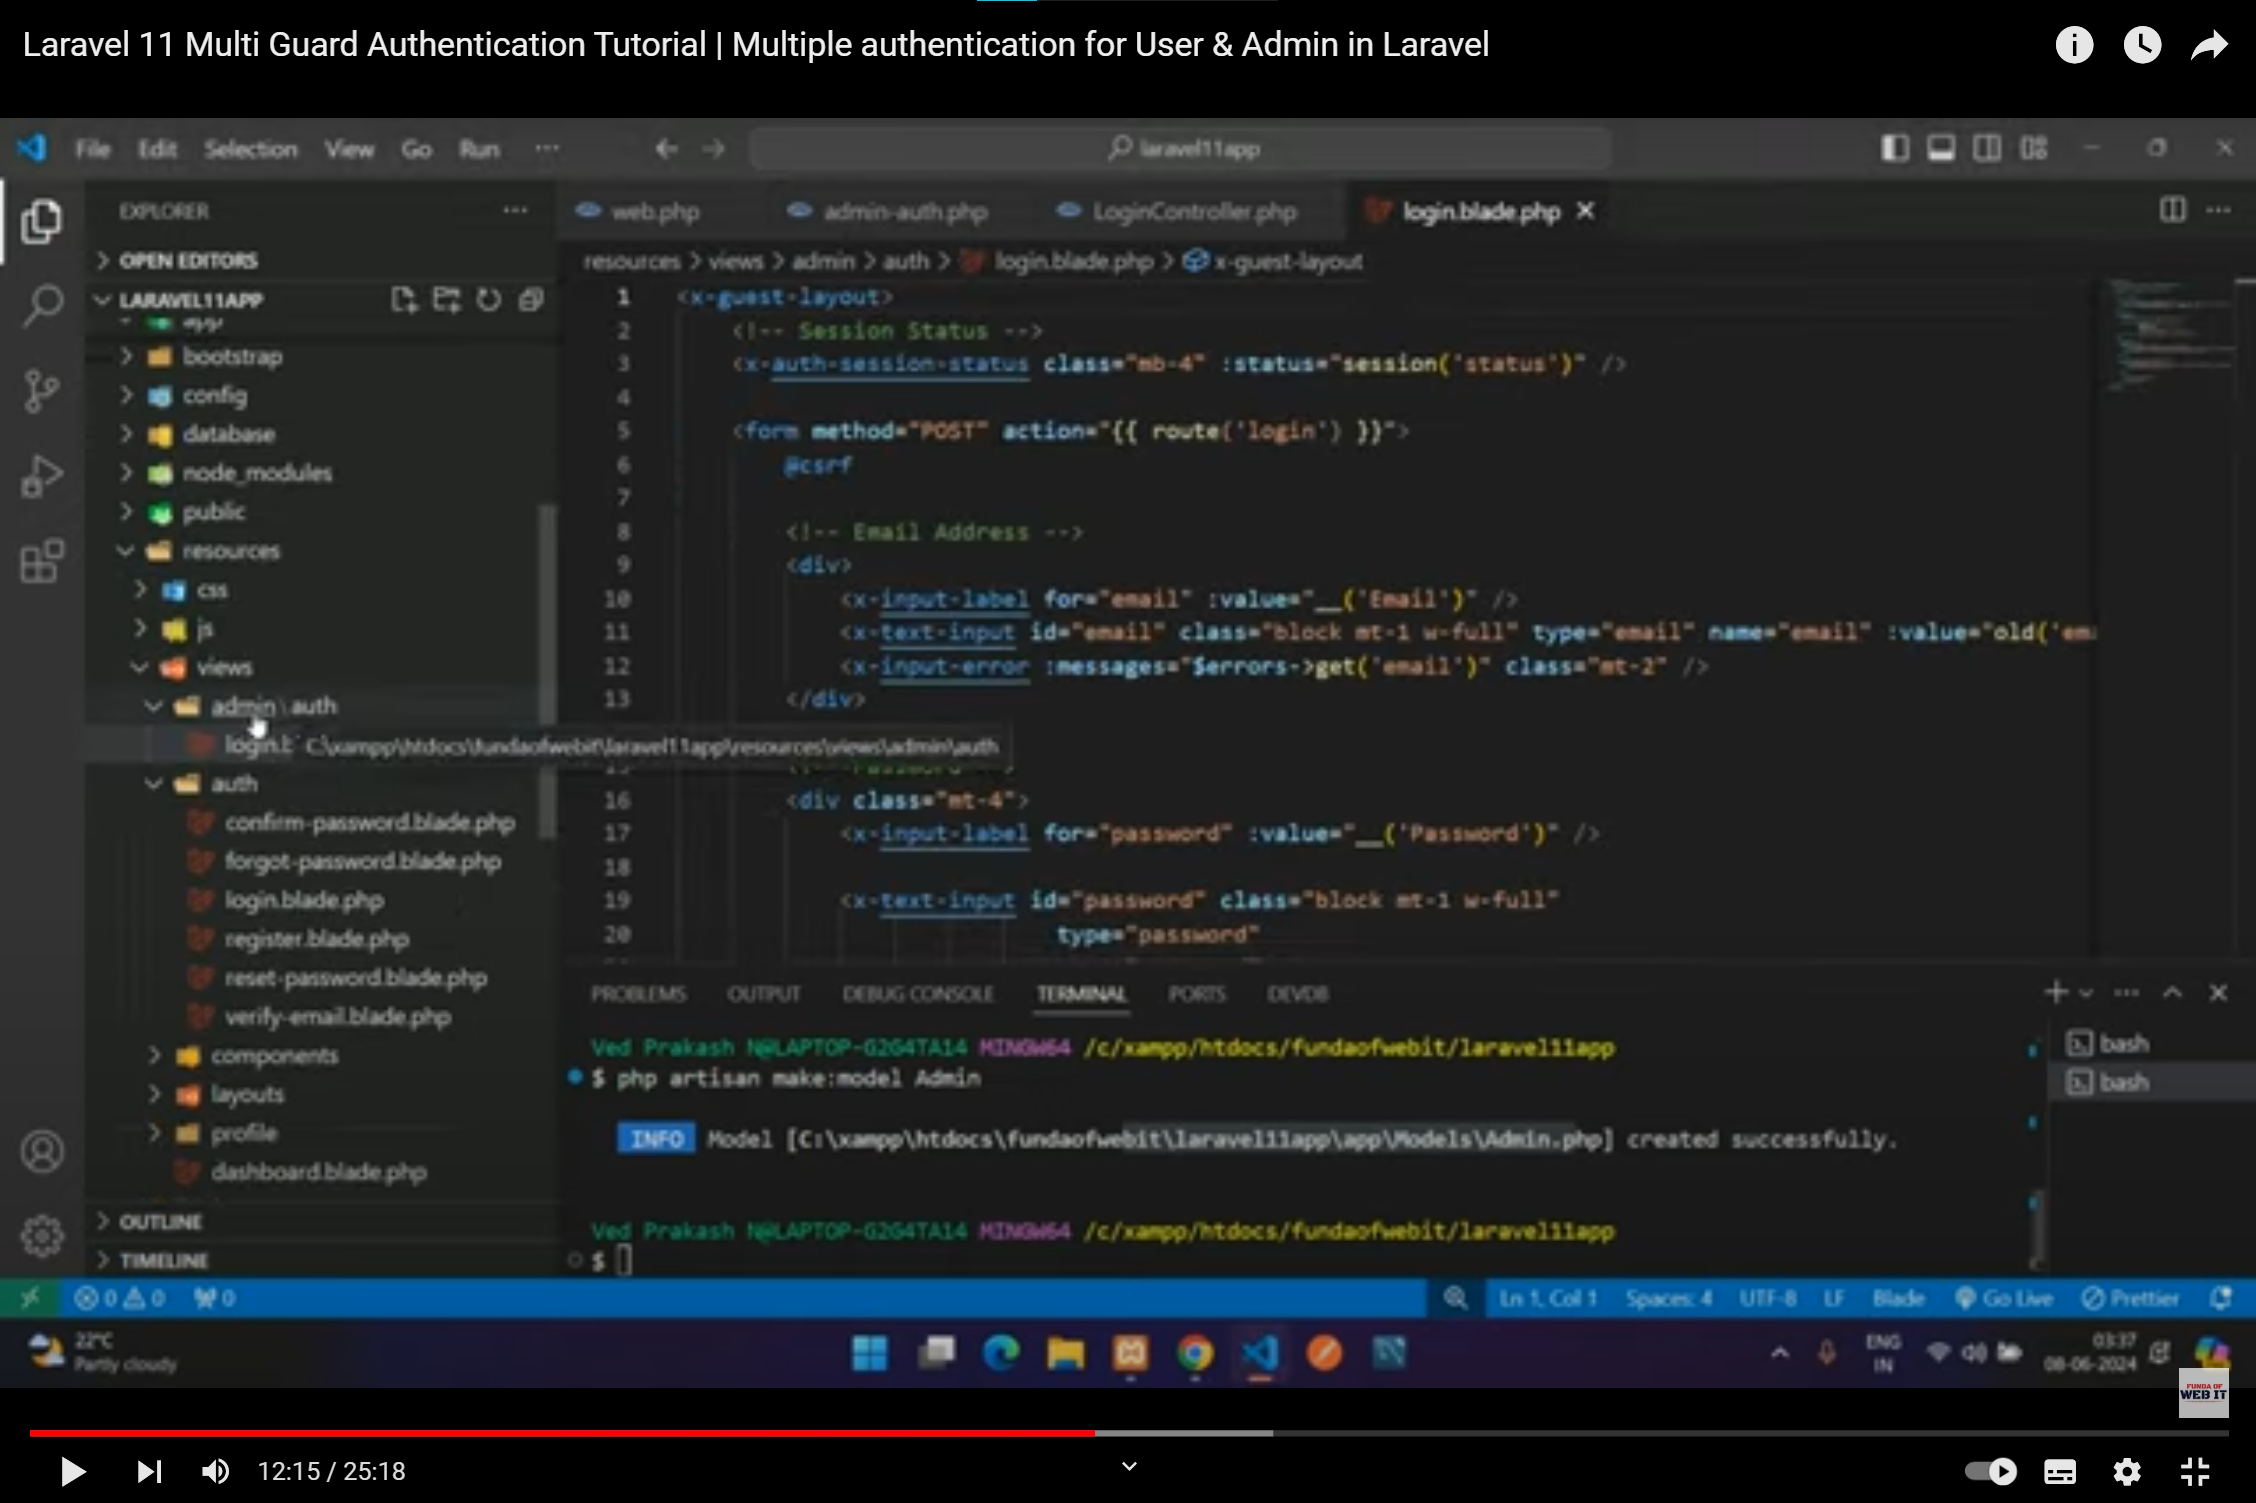 Laravel 11 Multi Guard Authentication Tutorial | Multiple authentication for User & Admin in Laravel
File Edit Selection View Go Run ···
laravel11app
EXPLORER ···
OPEN EDITORS
LARAVEL11APP
bootstrap
config
database
node_modules
public
resources
css
js
views
admin \ auth
login.b
C:\xampp\htdocs\fundaofwebit\laravel11app\resources\views\admin\auth
auth
confirm-password.blade.php
forgot-password.blade.php
login.blade.php
register.blade.php
reset-password.blade.php
verify-email.blade.php
components
layouts
profile
dashboard.blade.php
OUTLINE
TIMELINE
web.php admin-auth.php LoginController.php login.blade.php
resources > views > admin > auth > login.blade.php > x-guest-layout
1 <x-guest-layout>
2 <!-- Session Status -->
3 <x-auth-session-status class="mb-4" :status="session('status')" />
4
5 <form method="POST" action="{{ route('login') }}">
6 @csrf
7
8 <!-- Email Address -->
9 <div>
10 <x-input-label for="email" :value="__('Email')" />
11 <x-text-input id="email" class="block mt-1 w-full" type="email" name="email" :value="old('em
12 <x-input-error :messages="$errors->get('email')" class="mt-2" />
13 </div>
16 <div class="mt-4">
17 <x-input-label for="password" :value="__('Password')" />
18
19 <x-text-input id="password" class="block mt-1 w-full"
20 type="password"
PROBLEMS OUTPUT DEBUG CONSOLE TERMINAL PORTS DEVDB
Ved Prakash N@LAPTOP-G2G4TA14 MINGW64 /c/xampp/htdocs/fundaofwebit/laravel11app
$ php artisan make:model Admin
INFO Model [C:\xampp\htdocs\fundaofwebit\laravel11app\app\Models\Admin.php] created successfully.
Ved Prakash N@LAPTOP-G2G4TA14 MINGW64 /c/xampp/htdocs/fundaofwebit/laravel11app
$
bash
bash
0 0 0 Ln 1, Col 1 Spaces: 4 UTF-8 LF Blade Go Live Prettier
22°C
Partly cloudy
ENG
IN
03:37
08-06-2024
FUNDA OF
WEB IT
12:15 / 25:18